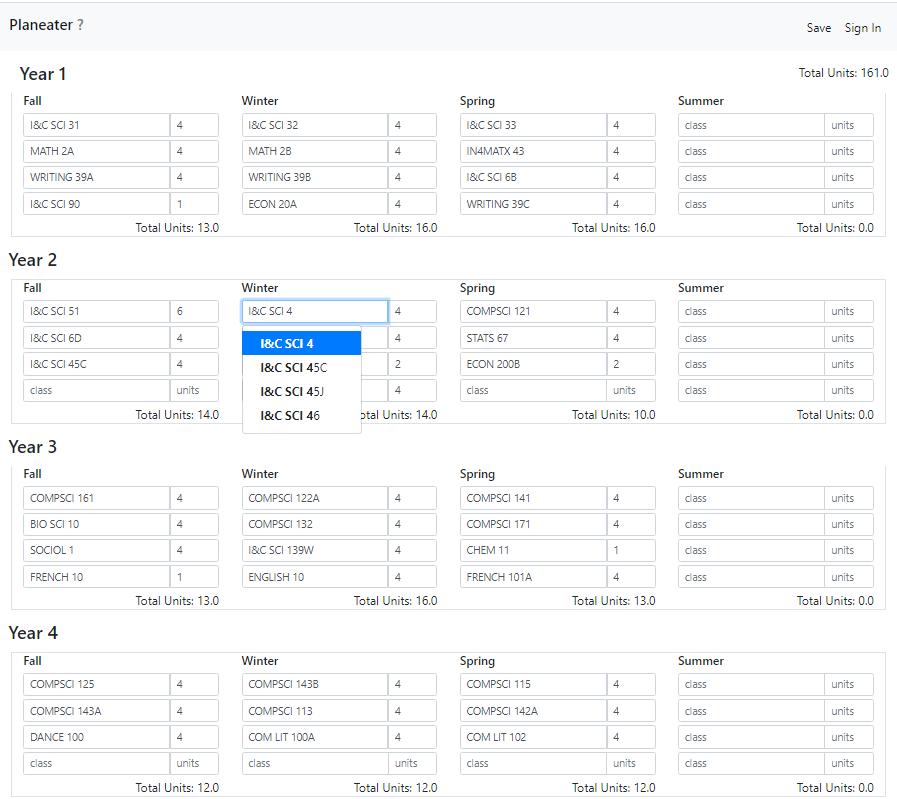 Planeater ?
Save Sign In
Year 1 Total Units: 161.0
Fall Winter Spring Summer
I&C SCI 31 4 I&C SCI 32 4 I&C SCI 33 4 class units
MATH 2A 4 MATH 2B 4 IN4MATX 43 4 class units
WRITING 39A 4 WRITING 39B 4 I&C SCI 6B 4 class units
I&C SCI 90 1 ECON 20A 4 WRITING 39C 4 class units
Total Units: 13.0 Total Units: 16.0 Total Units: 16.0 Total Units: 0.0
Year 2
Fall Winter Spring Summer
I&C SCI 51 6 I&C SCI 4 4 COMPSCI 121 4 class units
I&C SCI 6D 4 I&C SCI 4 4 STATS 67 4 class units
I&C SCI 45C 4 I&C SCI 45C 2 ECON 200B 2 class units
class units I&C SCI 45J 4 class units class units
Total Units: 14.0 I&C SCI 46 otal Units: 14.0 Total Units: 10.0 Total Units: 0.0
Year 3
Fall Winter Spring Summer
COMPSCI 161 4 COMPSCI 122A 4 COMPSCI 141 4 class units
BIO SCI 10 4 COMPSCI 132 4 COMPSCI 171 4 class units
SOCIOL 1 4 I&C SCI 139W 4 CHEM 11 1 class units
FRENCH 10 1 ENGLISH 10 4 FRENCH 101A 4 class units
Total Units: 13.0 Total Units: 16.0 Total Units: 13.0 Total Units: 0.0
Year 4
Fall Winter Spring Summer
COMPSCI 125 4 COMPSCI 143B 4 COMPSCI 115 4 class units
COMPSCI 143A 4 COMPSCI 113 4 COMPSCI 142A 4 class units
DANCE 100 4 COM LIT 100A 4 COM LIT 102 4 class units
class units class units class units class units
Total Units: 12.0 Total Units: 12.0 Total Units: 12.0 Total Units: 0.0